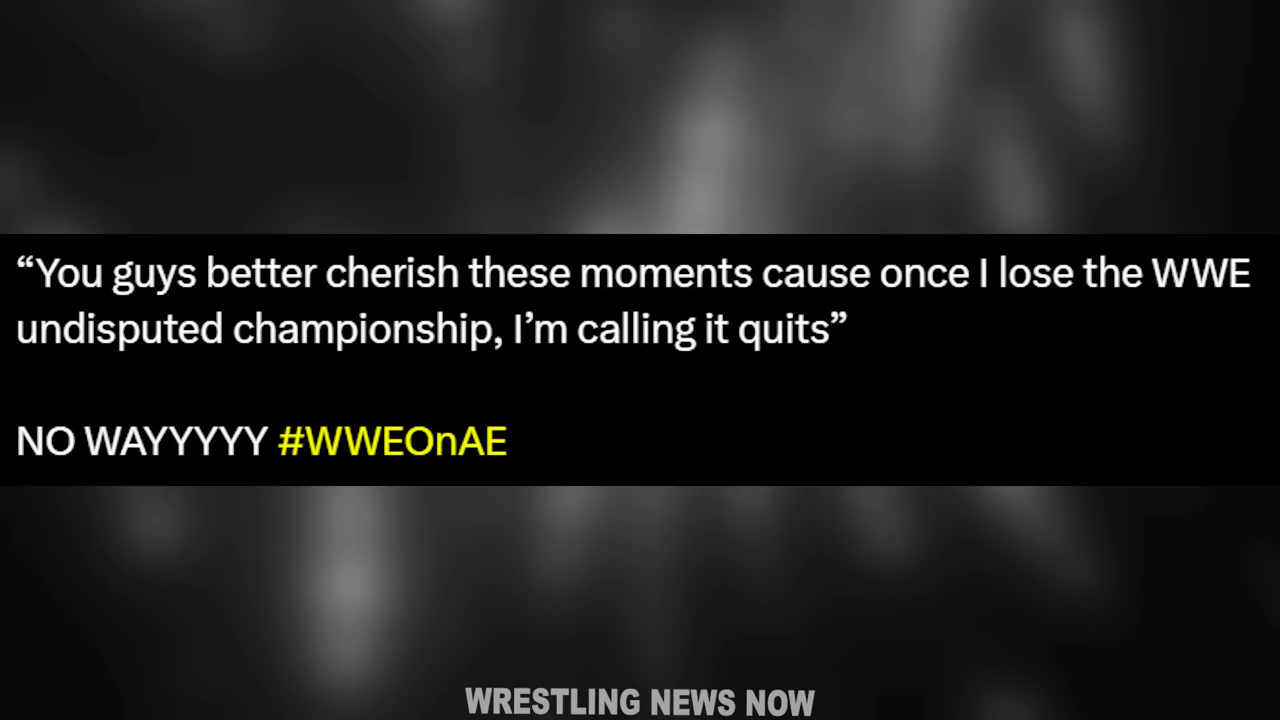 “You guys better cherish these moments cause once I lose the WWE
undisputed championship, I’m calling it quits”
NO WAYYYYY #WWEOnAE
WRESTLING NEWS NOW